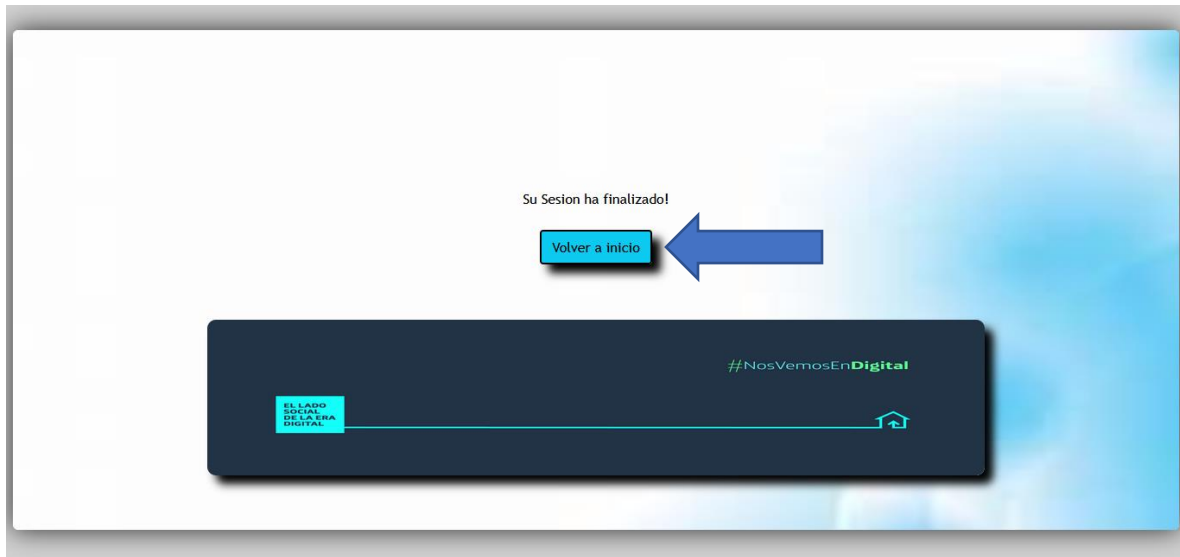 Su Sesion ha finalizado!
Volver a inicio
#NosVemosEnDigital
EL LADO
SOCIAL
DE LA ERA
DIGITAL